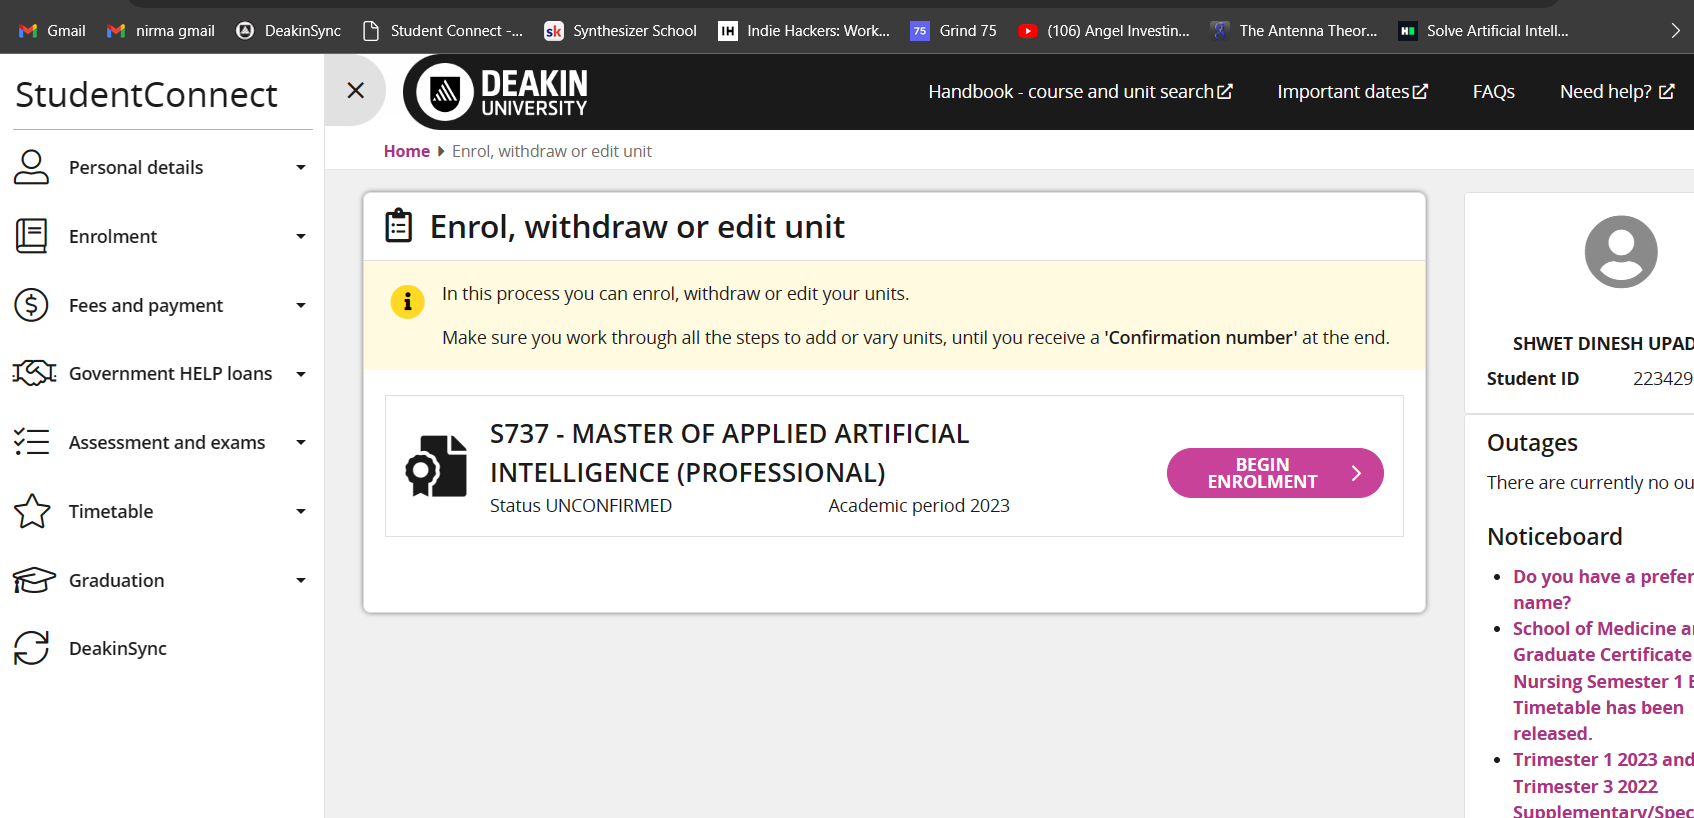 Gmail
nirma gmail
DeakinSync
Student Connect -...
sk
Synthesizer School
IH
Indie Hackers: Work...
75
Grind 75
(106) Angel Investin...
The Antenna Theor...
Solve Artificial Intell...
StudentConnect
DEAKIN
UNIVERSITY
Handbook - course and unit search
Important dates
FAQs
Need help?
Home
Enrol, withdraw or edit unit
Personal details
Enrolment
Fees and payment
Government HELP loans
Assessment and exams
Timetable
Graduation
DeakinSync
Enrol, withdraw or edit unit
In this process you can enrol, withdraw or edit your units.
Make sure you work through all the steps to add or vary units, until you receive a 'Confirmation number' at the end.
S737 - MASTER OF APPLIED ARTIFICIAL
INTELLIGENCE (PROFESSIONAL)
Status UNCONFIRMED
Academic period 2023
BEGIN
ENROLMENT
SHWET DINESH UPAD
Student ID
223429
Outages
There are currently no ou
Noticeboard
Do you have a prefer
name?
School of Medicine a
Graduate Certificate
Nursing Semester 1 E
Timetable has been
released.
Trimester 1 2023 and
Trimester 3 2022
Supplementary/Spec